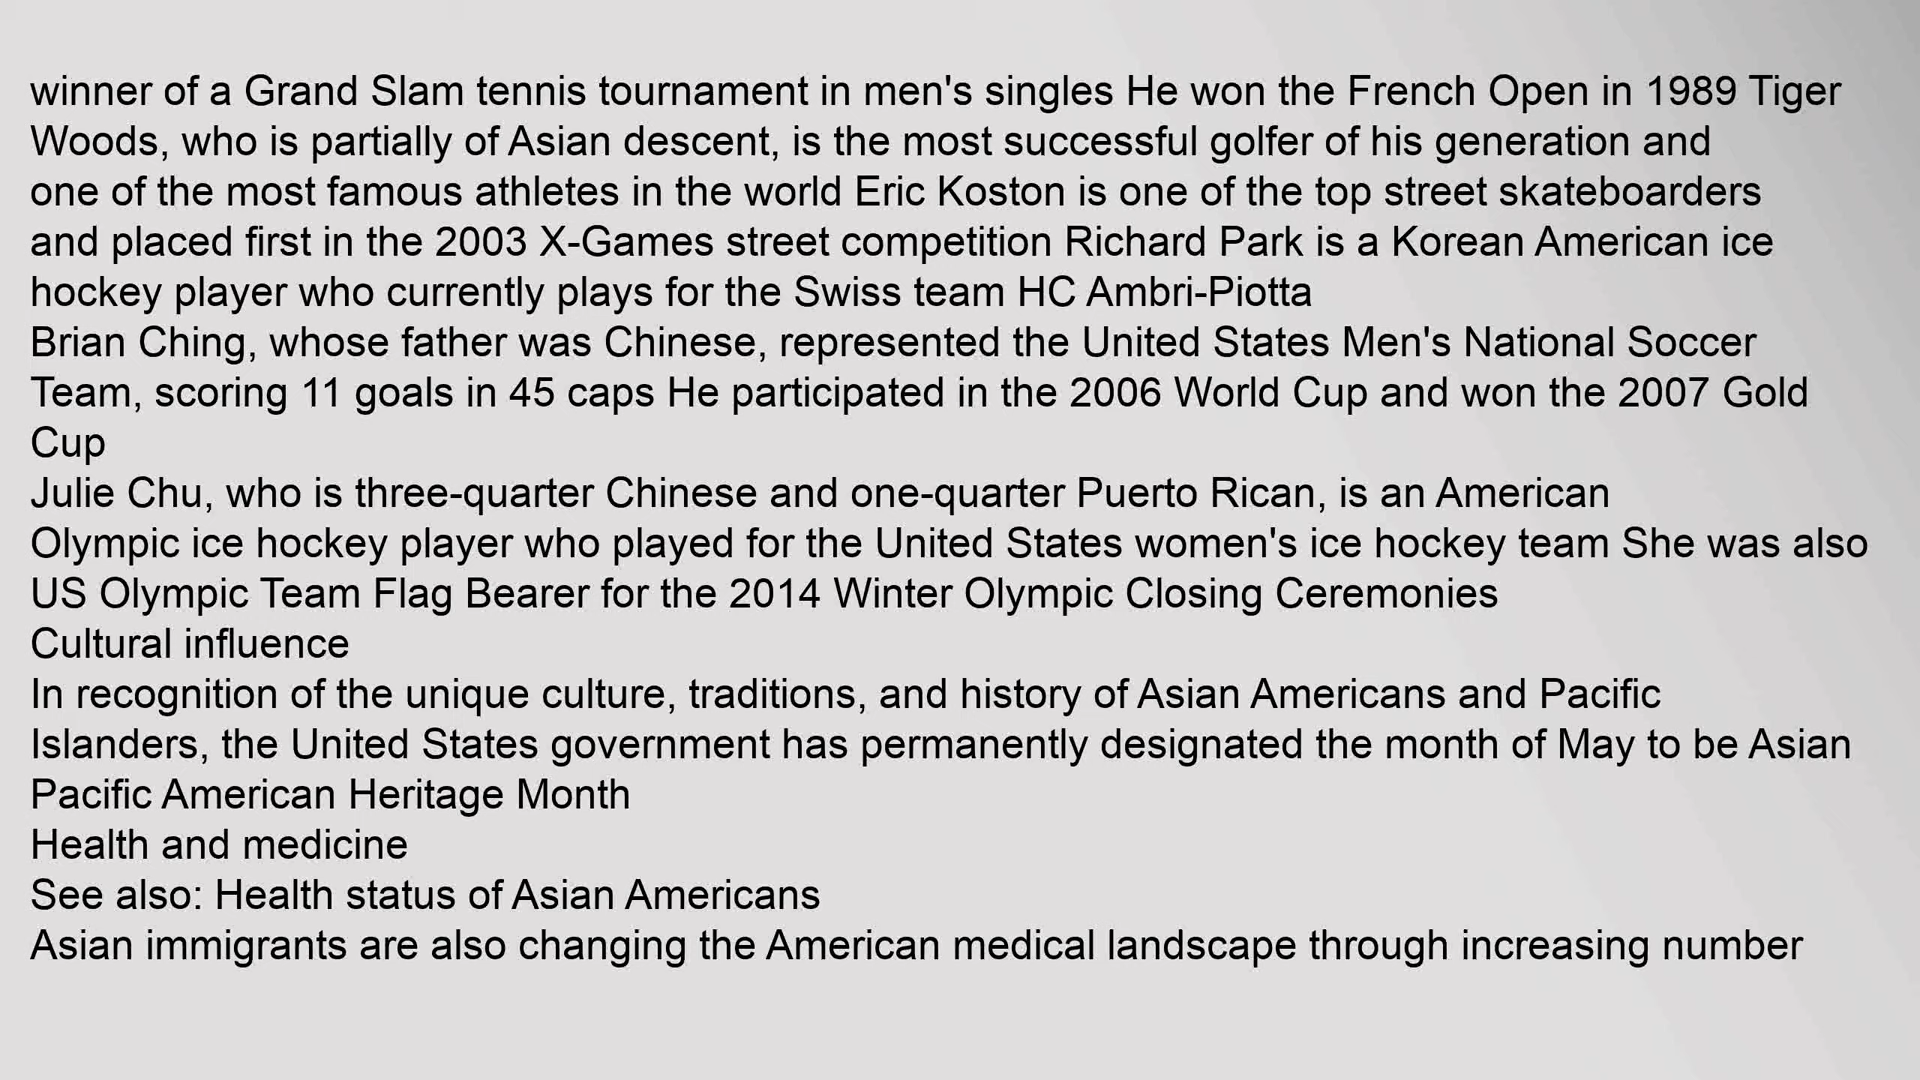 winner of a Grand Slam tennis tournament in men's singles He won the French Open in 1989 Tiger
Woods, who is partially of Asian descent, is the most successful golfer of his generation and
one of the most famous athletes in the world Eric Koston is one of the top street skateboarders
and placed first in the 2003 X-Games street competition Richard Park is a Korean American ice
hockey player who currently plays for the Swiss team HC Ambri-Piotta
Brian Ching, whose father was Chinese, represented the United States Men's National Soccer
Team, scoring 11 goals in 45 caps He participated in the 2006 World Cup and won the 2007 Gold
Cup
Julie Chu, who is three-quarter Chinese and one-quarter Puerto Rican, is an American
Olympic ice hockey player who played for the United States women's ice hockey team She was also
US Olympic Team Flag Bearer for the 2014 Winter Olympic Closing Ceremonies
Cultural influence
In recognition of the unique culture, traditions, and history of Asian Americans and Pacific
Islanders, the United States government has permanently designated the month of May to be Asian
Pacific American Heritage Month
Health and medicine
See also: Health status of Asian Americans
Asian immigrants are also changing the American medical landscape through increasing number